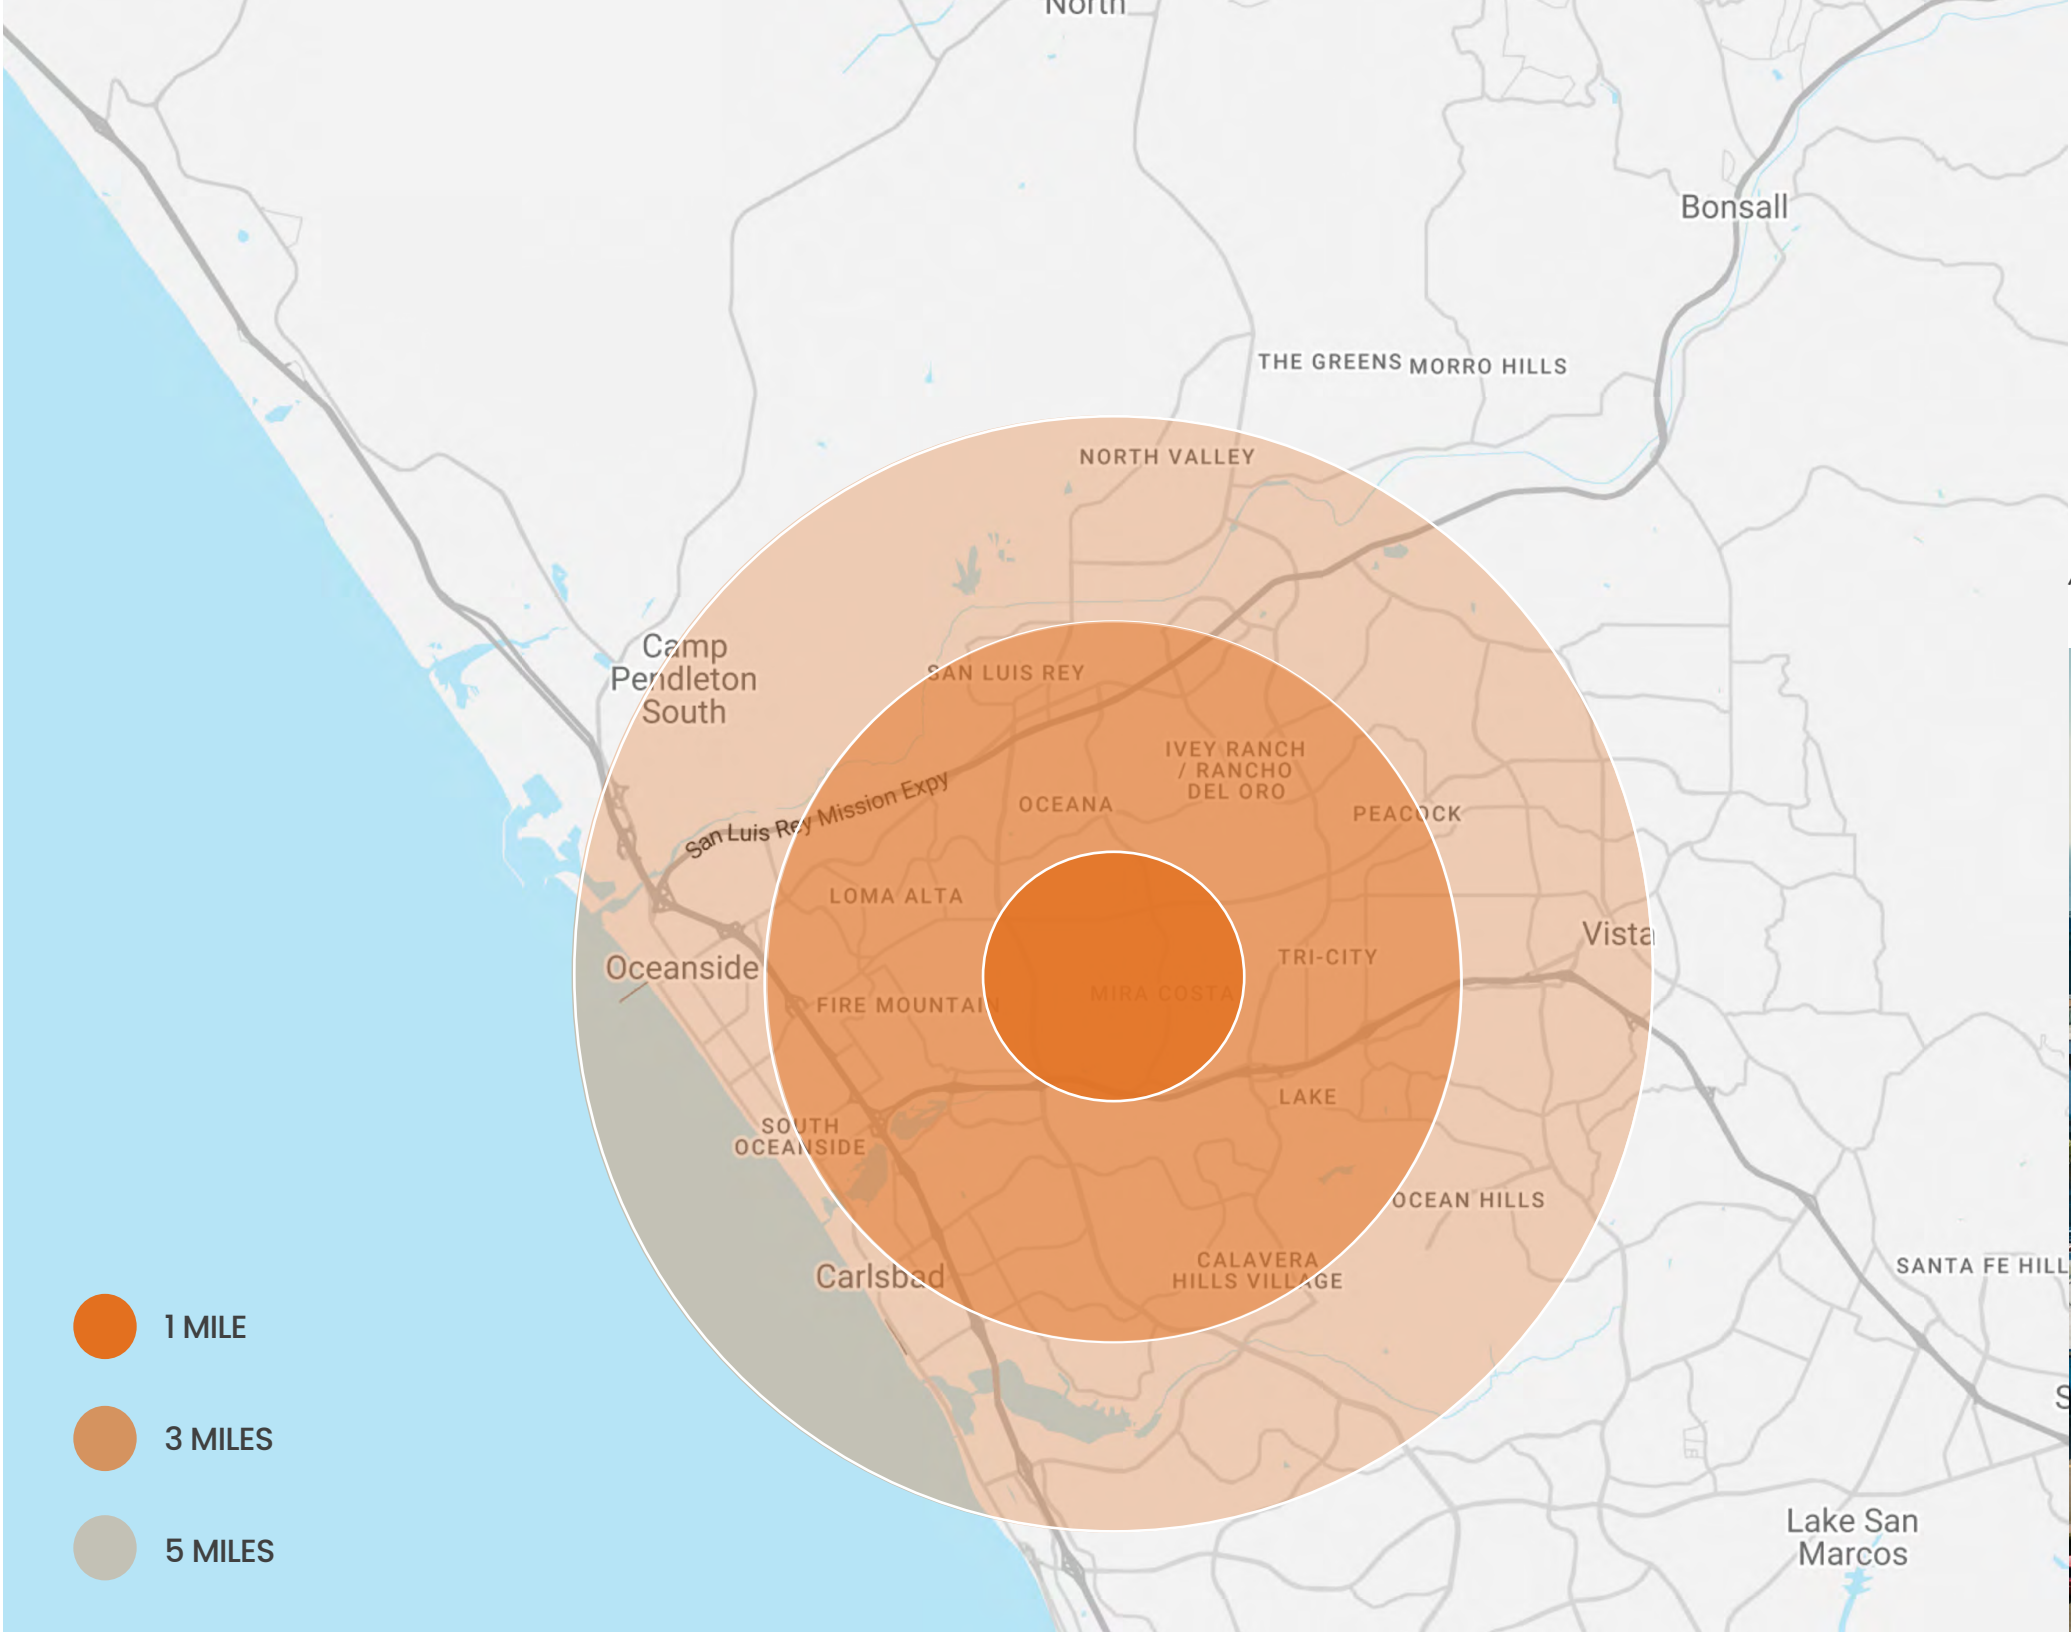 North
Bonsall
THE GREENS
MORRO HILLS
NORTH VALLEY
Camp
Pendleton
South
SAN LUIS REY
IVEY RANCH
/ RANCHO
DEL ORO
OCEANA
PEACOCK
San Luis Rey Mission Expy
LOMA ALTA
Vista
Oceanside
TRI-CITY
MIRA COSTA
FIRE MOUNTAIN
LAKE
SOUTH
OCEANSIDE
OCEAN HILLS
CALAVERA
HILLS VILLAGE
Carlsbad
SANTA FE HILL
S
1 MILE
3 MILES
5 MILES
Lake San
Marcos